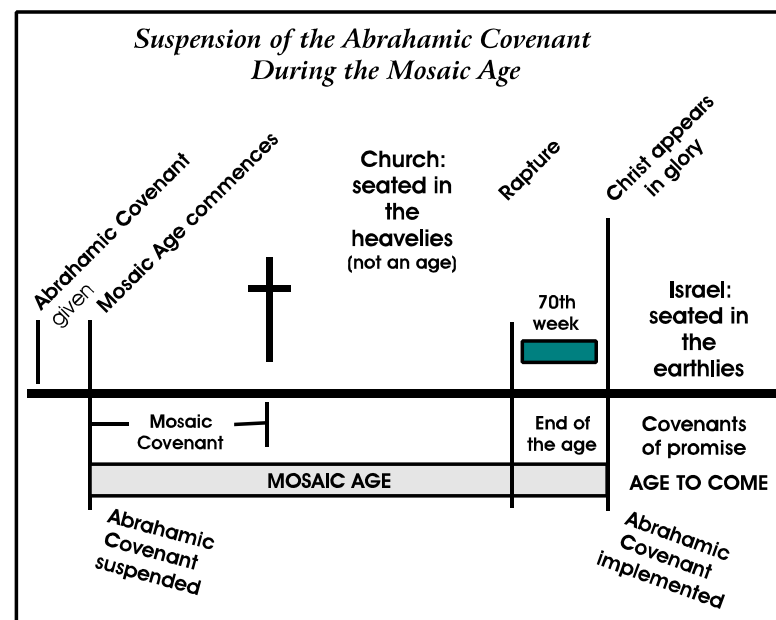 Suspension of the Abrahamic Covenant
During the Mosaic Age
Abrahamic Covenant
given
Mosaic Age commences
Church:
seated in
the
heavelies
(not an age)
Rapture
Christ appears
in glory
70th
week
Israel:
seated in
the
earthlies
Mosaic
Covenant
End of
the age
Covenants
of promise
MOSAIC AGE
AGE TO COME
Abrahamic
Covenant
suspended
Abrahamic
Covenant
implemented